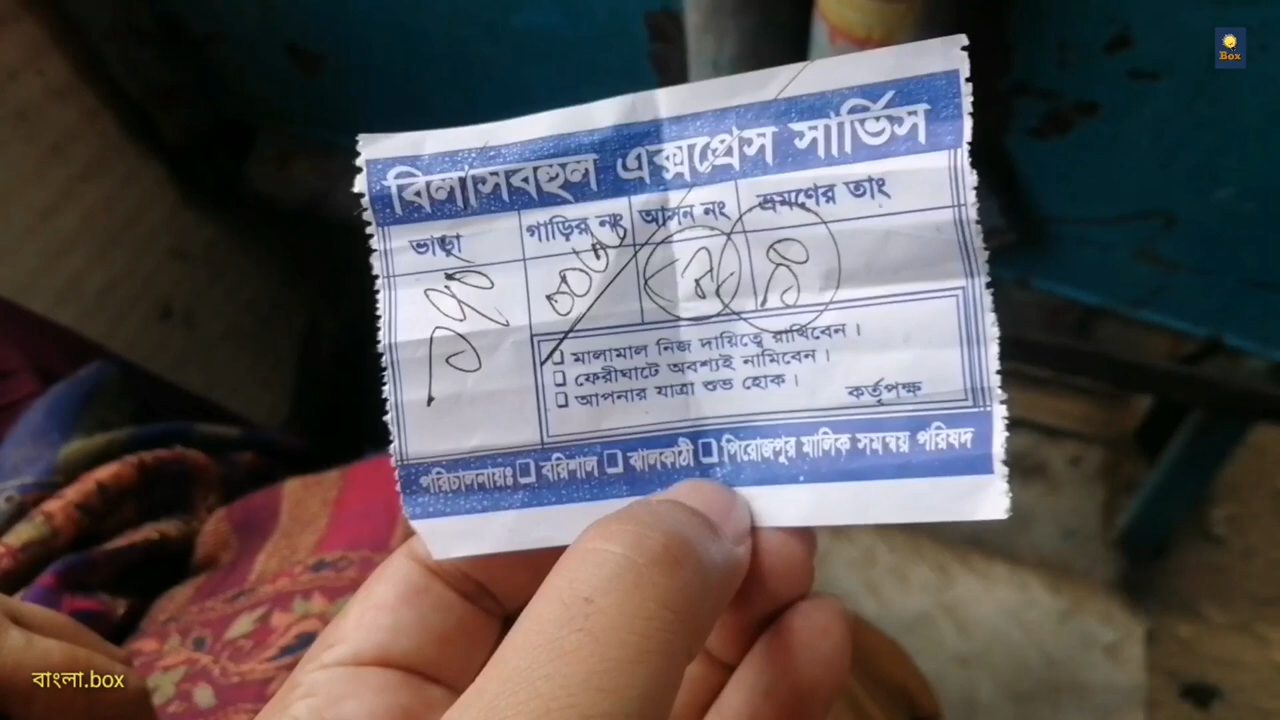 Box
বিলাসবহুল এক্সপ্রেস সার্ভিস
ভাড়া গাড়ির নং আসন নং ভ্রমণের তাং
মালামাল নিজ দায়িত্বে রাখিবেন।
ফেরীঘাটে অবশ্যই নামিবেন।
আপনার যাত্রা শুভ হোক।
কর্তৃপক্ষ
পরিচালনায়ঃ বরিশাল ঝালকাঠী পিরোজপুর মালিক সমন্বয় পরিষদ
বাংলা.box